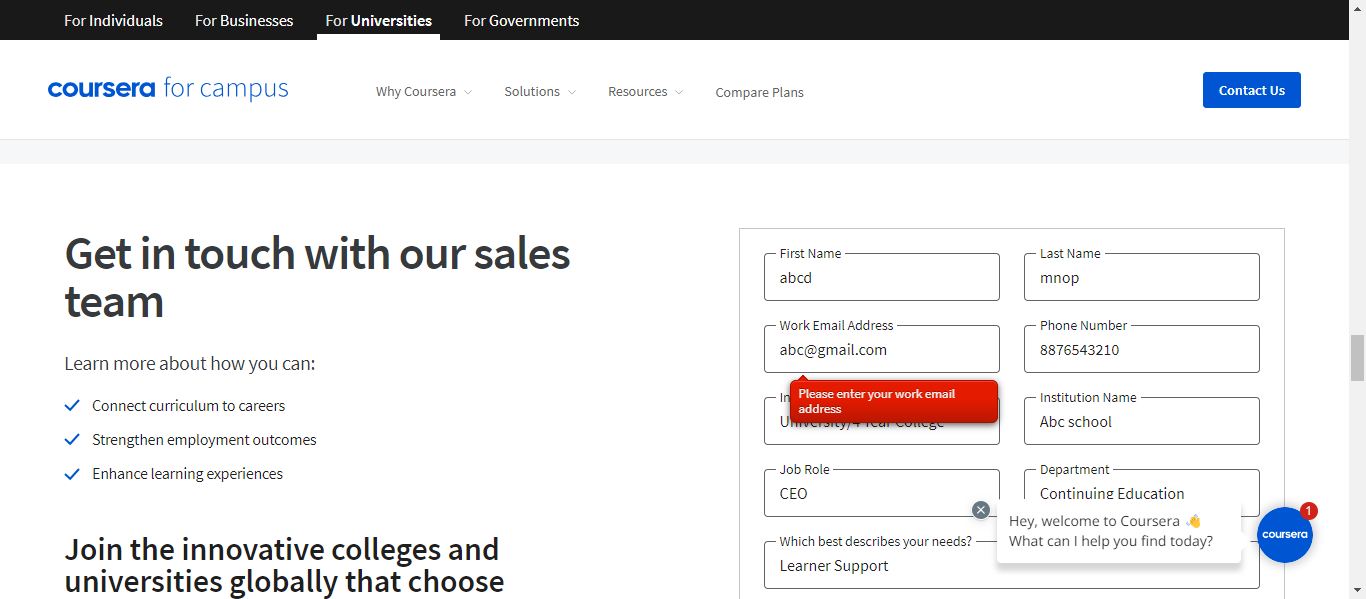 For Individuals
For Businesses
For Universities
For Governments
coursera for campus
Why Coursera
Solutions
Resources
Compare Plans
Contact Us
Get in touch with our sales
team
Learn more about how you can:
Connect curriculum to careers
Strengthen employment outcomes
Enhance learning experiences
Join the innovative colleges and
universities globally that choose
First Name
abcd
Last Name
mnop
Work Email Address
abc@gmail.com
Phone Number
8876543210
Please enter your work email
address
University/4 Year College
Institution Name
Abc school
Job Role
CEO
Department
Continuing Education
Which best describes your needs?
Learner Support
Hey, welcome to Coursera 👋
What can I help you find today?
coursera
1